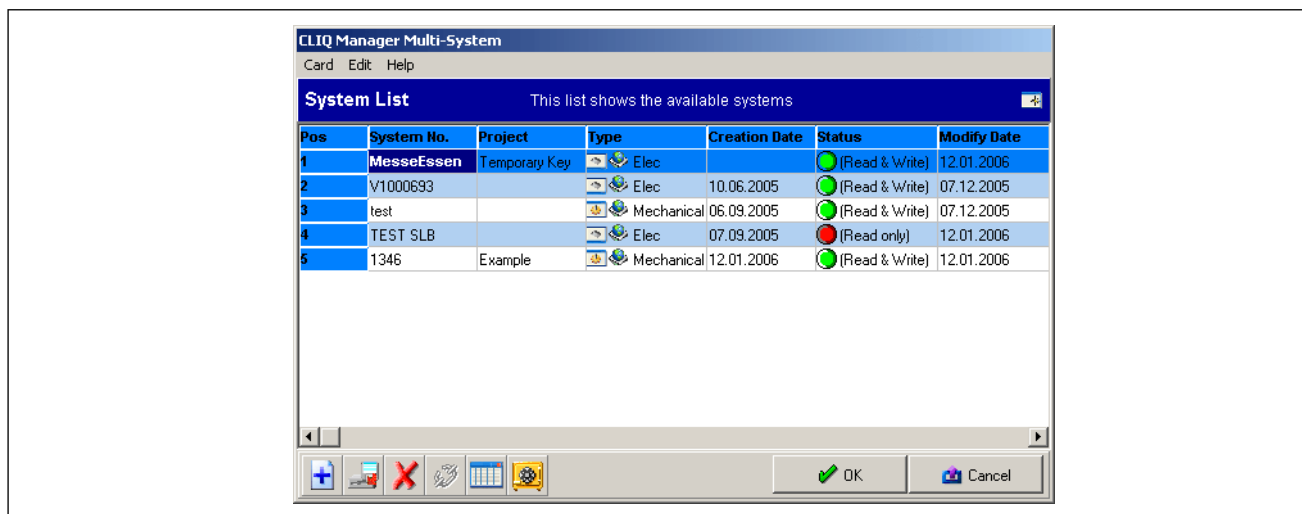 CLIQ Manager Multi-System
Card Edit Help
System List This list shows the available systems
Pos System No. Project Type Creation Date Status Modify Date
1 MesseEssen Temporary Key Elec (Read & Write) 12.01.2006
2 V1000693 Elec 10.06.2005 (Read & Write) 07.12.2005
3 test Mechanical 06.09.2005 (Read & Write) 07.12.2005
4 TEST SLB Elec 07.09.2005 (Read only) 12.01.2006
5 1346 Example Mechanical 12.01.2006 (Read & Write) 12.01.2006
OK Cancel